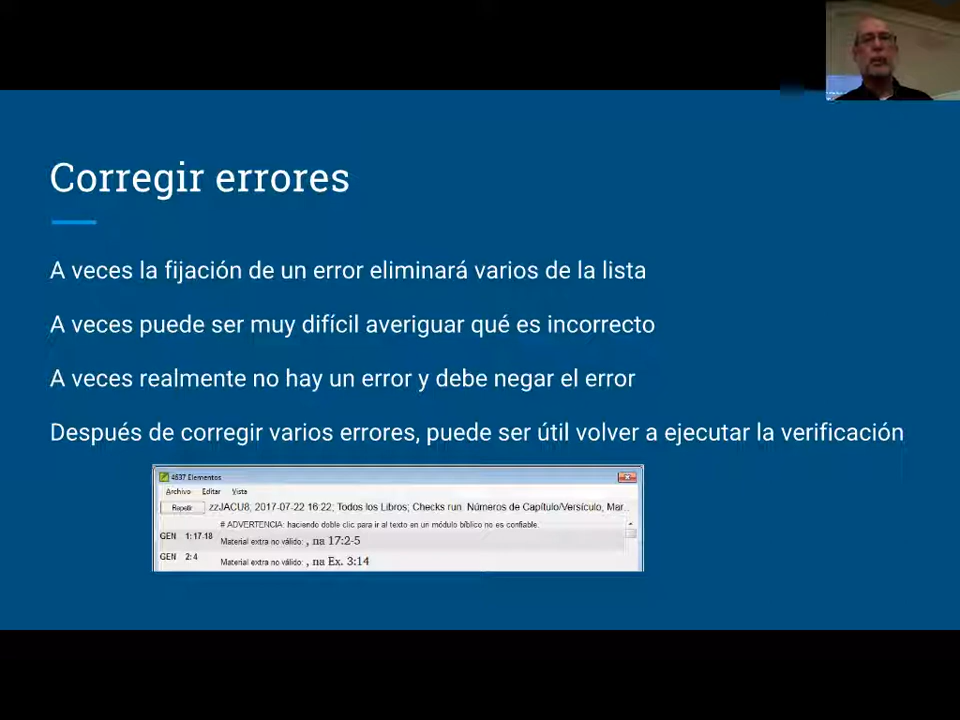 Corregir errores
A veces la fijación de un error eliminará varios de la lista
A veces puede ser muy difícil averiguar qué es incorrecto
A veces realmente no hay un error y debe negar el error
Después de corregir varios errores, puede ser útil volver a ejecutar la verificación
4637 Elementos
Archivo Editar Vista
Repetir zzJACU8, 2017-07-22 16:22; Todos los Libros; Checks run. Números de Capítulo/Versículo, Mar...
# ADVERTENCIA: haciendo doble clic para ir al texto en un módulo bíblico no es confiable.
GEN 1:17-18 Material extra no válido: , na 17:2-5
GEN 2:4 Material extra no válido: , na Ex. 3:14